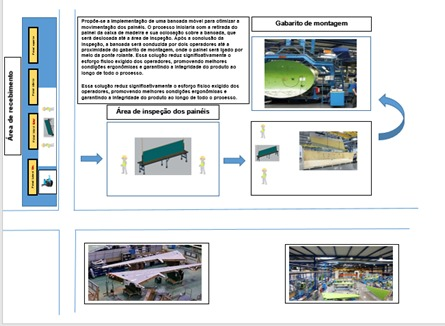 Propõe-se a implementação de uma bancada móvel para otimizar a
movimentação dos painéis. O processo iniciaria com a retirada do
painel da caixa de madeira e sua colocação sobre a bancada, que
será deslocada até a área de inspeção. Após a conclusão da
inspeção, a bancada será conduzida por dois operadores até a
proximidade do gabarito de montagem, onde o painel será içado por
meio da ponte rolante. Essa solução reduz significativamente o
esforço físico exigido dos operadores, promovendo melhores
condições ergonômicas e garantindo a integridade do produto ao
longo de todo o processo.
Essa solução reduz significativamente o esforço físico exigido dos
operadores, promovendo melhores condições ergonômicas e
garantindo a integridade do produto ao longo de todo o processo.
Gabarito de montagem
Área de recebimento
Área de inspeção dos painéis